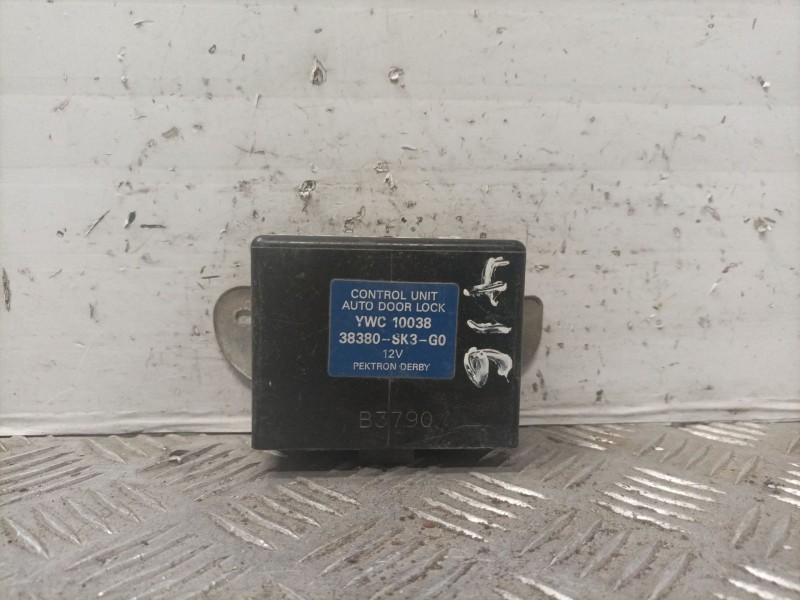 CONTROL UNIT
AUTO DOOR LOCK
YWC 10038
38380-SK3-G0
12V
PEKTRON DERBY
B3790